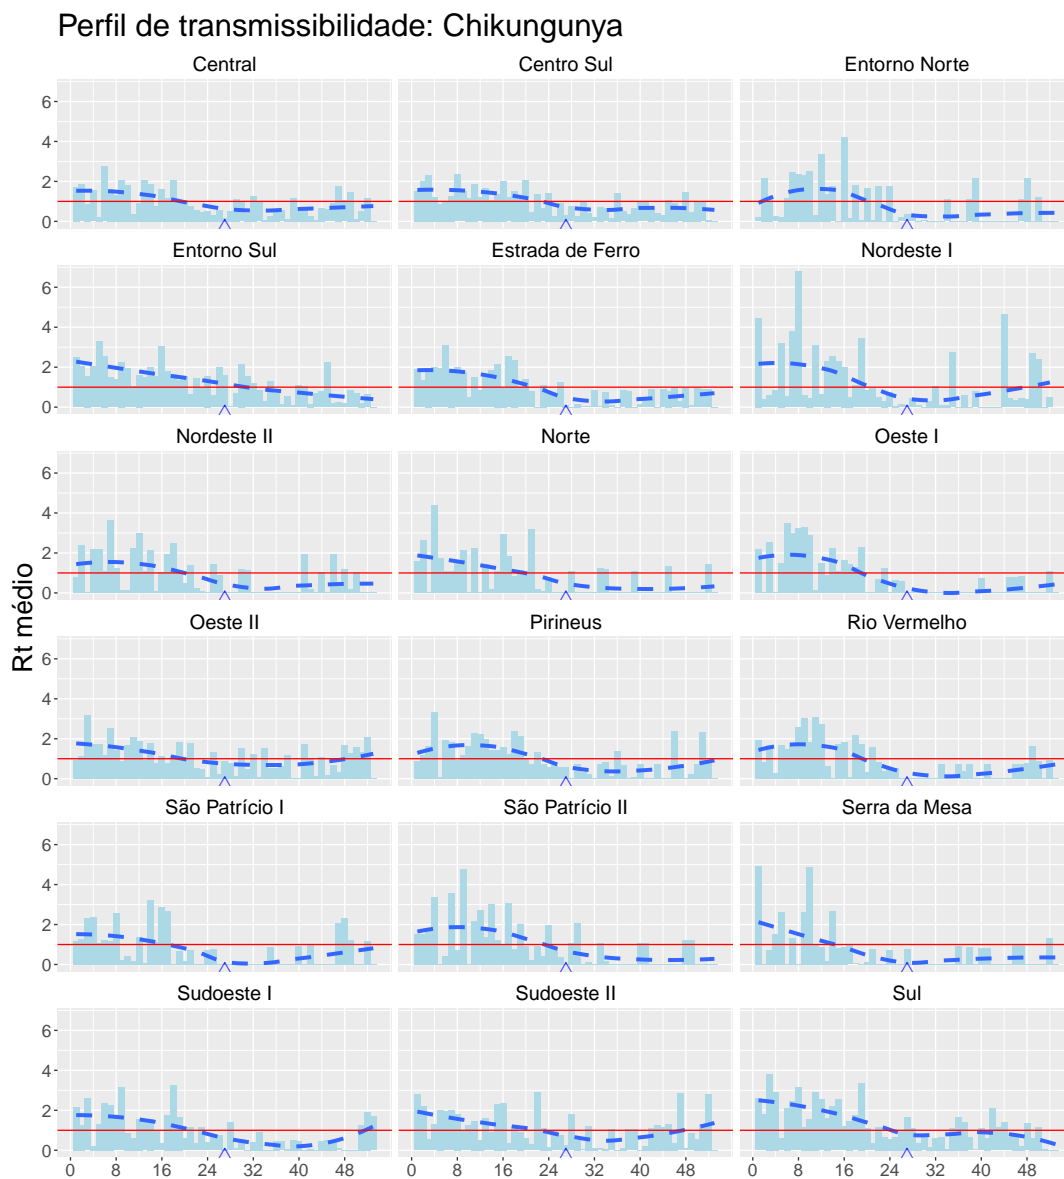 Perfil de transmissibilidade: Chikungunya
Central
Centro Sul
Entorno Norte
6
4
2
0
Entorno Sul
Estrada de Ferro
Nordeste I
6
4
2
0
Nordeste II
Norte
Oeste I
6
4
2
0
Rt médio
Oeste II
Pirineus
Rio Vermelho
6
4
2
0
São Patrício I
São Patrício II
Serra da Mesa
6
4
2
0
Sudoeste I
Sudoeste II
Sul
6
4
2
0
0 8 16 24 32 40 48 0 8 16 24 32 40 48 0 8 16 24 32 40 48